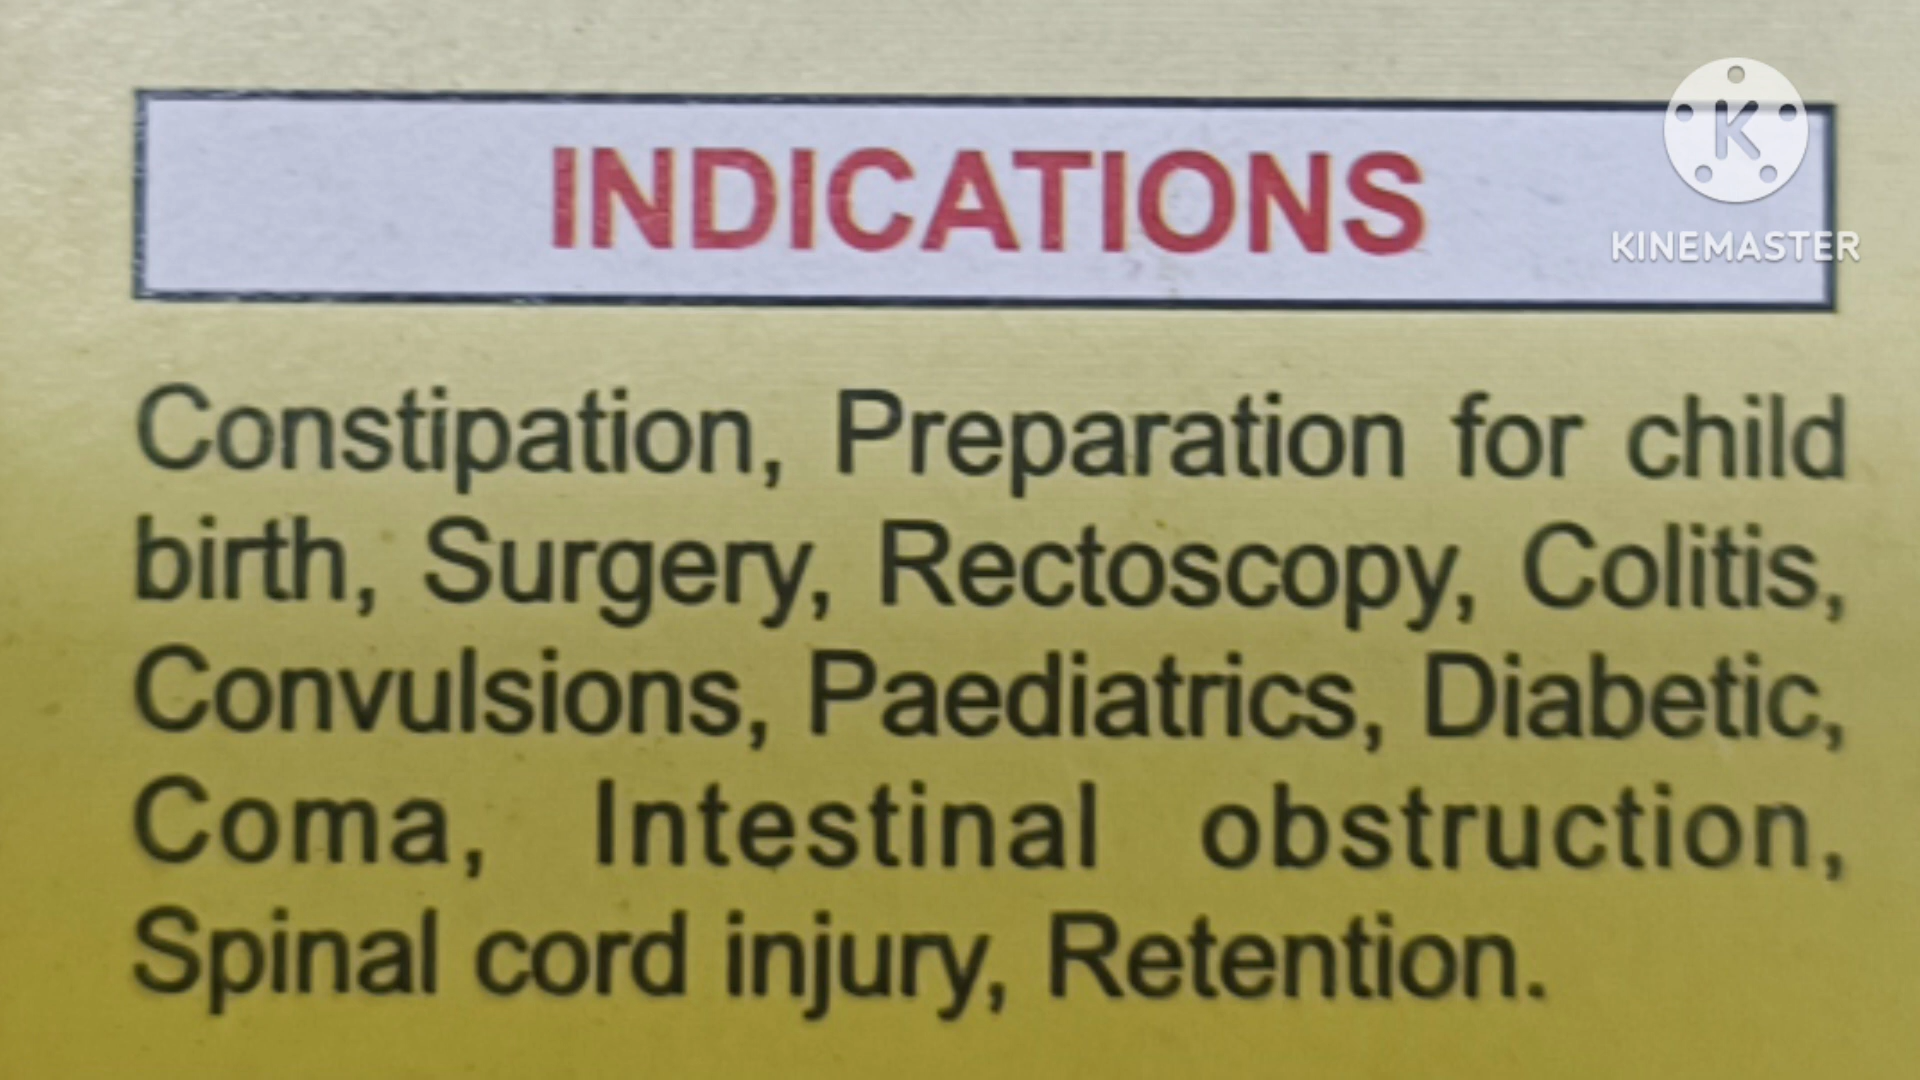 INDICATIONS
KINEMASTER
Constipation, Preparation for child
birth, Surgery, Rectoscopy, Colitis,
Convulsions, Paediatrics, Diabetic,
Coma, Intestinal obstruction,
Spinal cord injury, Retention.